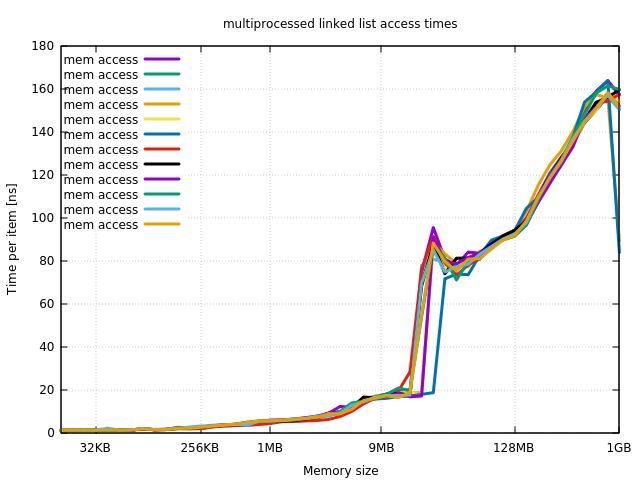 multiprocessed linked list access times
180
160
140
120
100
80
60
40
20
0
Time per item [ns]
mem access
mem access
mem access
mem access
mem access
mem access
mem access
mem access
mem access
mem access
mem access
mem access
32KB 256KB 1MB 9MB 128MB 1GB
Memory size